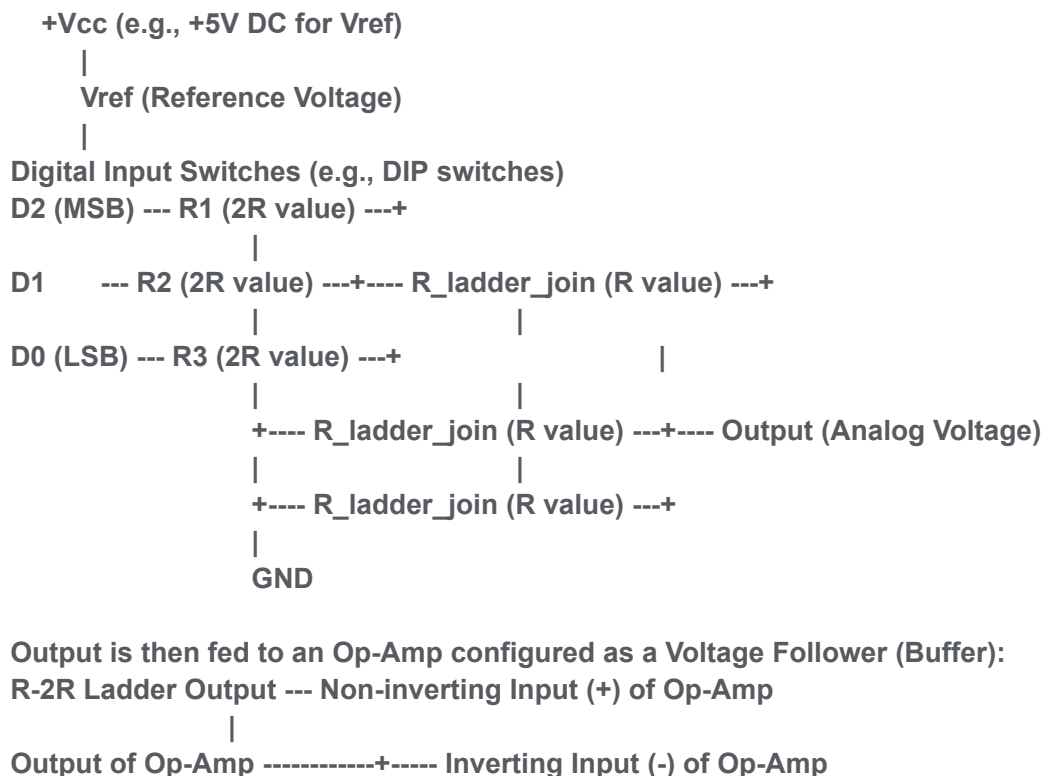 +Vcc (e.g., +5V DC for Vref)
|
Vref (Reference Voltage)
|
Digital Input Switches (e.g., DIP switches)
D2 (MSB) --- R1 (2R value) ---+
|
D1 --- R2 (2R value) ---+---- R_ladder_join (R value) ---+
| |
D0 (LSB) --- R3 (2R value) ---+ |
| |
+---- R_ladder_join (R value) ---+---- Output (Analog Voltage)
| |
+---- R_ladder_join (R value) ---+
|
GND
Output is then fed to an Op-Amp configured as a Voltage Follower (Buffer):
R-2R Ladder Output --- Non-inverting Input (+) of Op-Amp
|
Output of Op-Amp ------------+----- Inverting Input (-) of Op-Amp